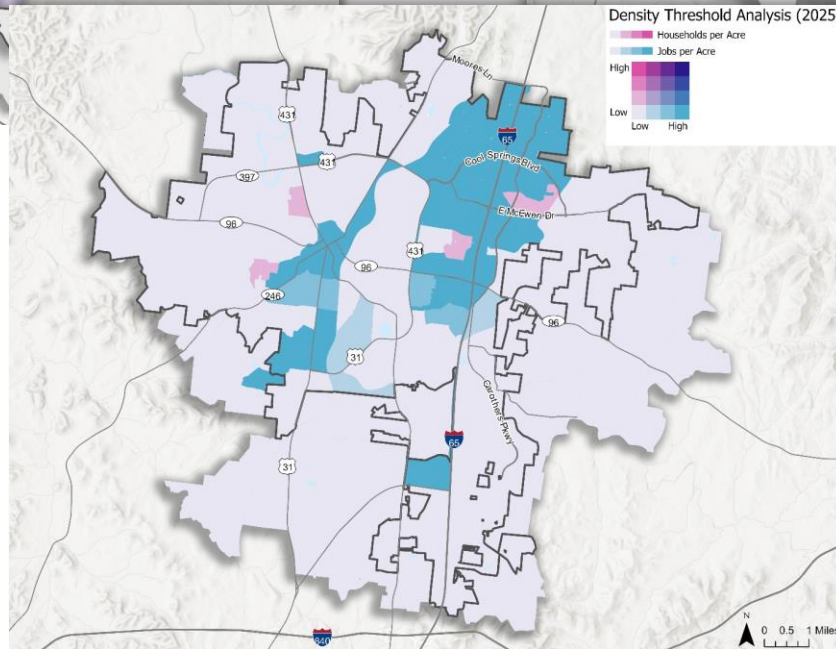 Density Threshold Analysis (2025
Households per Acre
Jobs per Acre
High
Low
Low High
Moores Ln
431
65
Cool Springs Blvd
431
397
E McEwen Dr
96
431
96
246
96
31
Carothers Pkwy
65
31
840
N
0 0.5 1 Miles